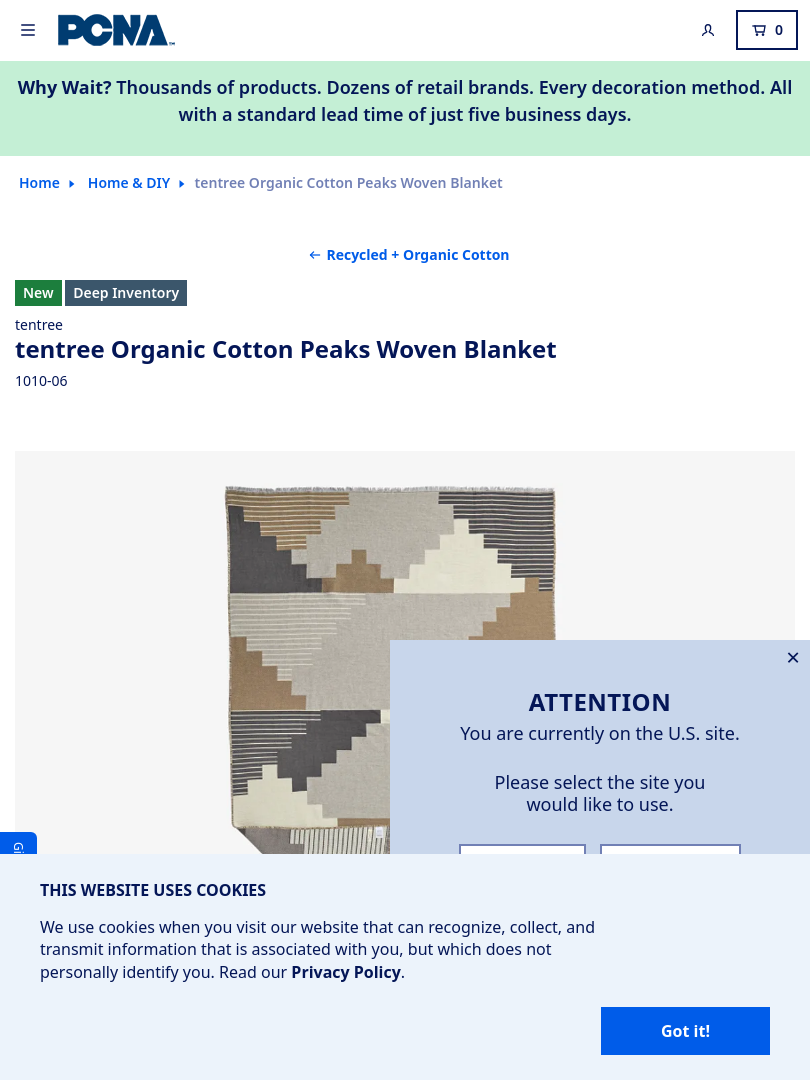 PCNA
0
Why Wait? Thousands of products. Dozens of retail brands. Every decoration method. All
with a standard lead time of just five business days.
Home
Home & DIY
tentree Organic Cotton Peaks Woven Blanket
Recycled + Organic Cotton
New
Deep Inventory
tentree
tentree Organic Cotton Peaks Woven Blanket
1010-06
ATTENTION
You are currently on the U.S. site.
Please select the site you
would like to use.
THIS WEBSITE USES COOKIES
We use cookies when you visit our website that can recognize, collect, and
transmit information that is associated with you, but which does not
personally identify you. Read our Privacy Policy.
Got it!